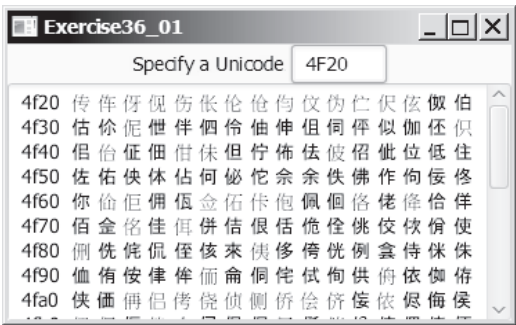 Exercise36_01
Specify a Unicode 4F20
4f20 传 伡 伢 伣 伤 伥 伦 伧 伨 伩 伪 伫 伬 伭 伮 伯
4f30 估 伱 伲 伳 伴 伵 伶 伷 伸 伹 伺 伻 似 伽 伾 伿
4f40 佀 佁 佂 佃 佄 佅 但 佇 佈 佉 佊 佋 佌 位 低 住
4f50 佐 佑 佒 体 佔 何 佖 佗 佘 余 佚 佛 作 佝 佞 佟
4f60 你 佡 佢 佣 佤 佥 佦 佧 佨 佩 佪 佫 佬 佭 佮 佯
4f70 佰 佱 佲 佳 佴 併 佶 佷 佸 佹 佺 佻 佼 佽 佾 使
4f80 侀 侁 侂 侃 侄 侅 來 侇 侈 侉 侊 例 侌 侍 侎 侏
4f90 侐 侑 侒 侓 侔 侕 侖 侗 侘 侙 侚 供 侜 依 侞 侟
4fa0 侠 価 侢 侣 侤 侥 侦 侧 侨 侩 侪 侫 侬 侭 侮 侯